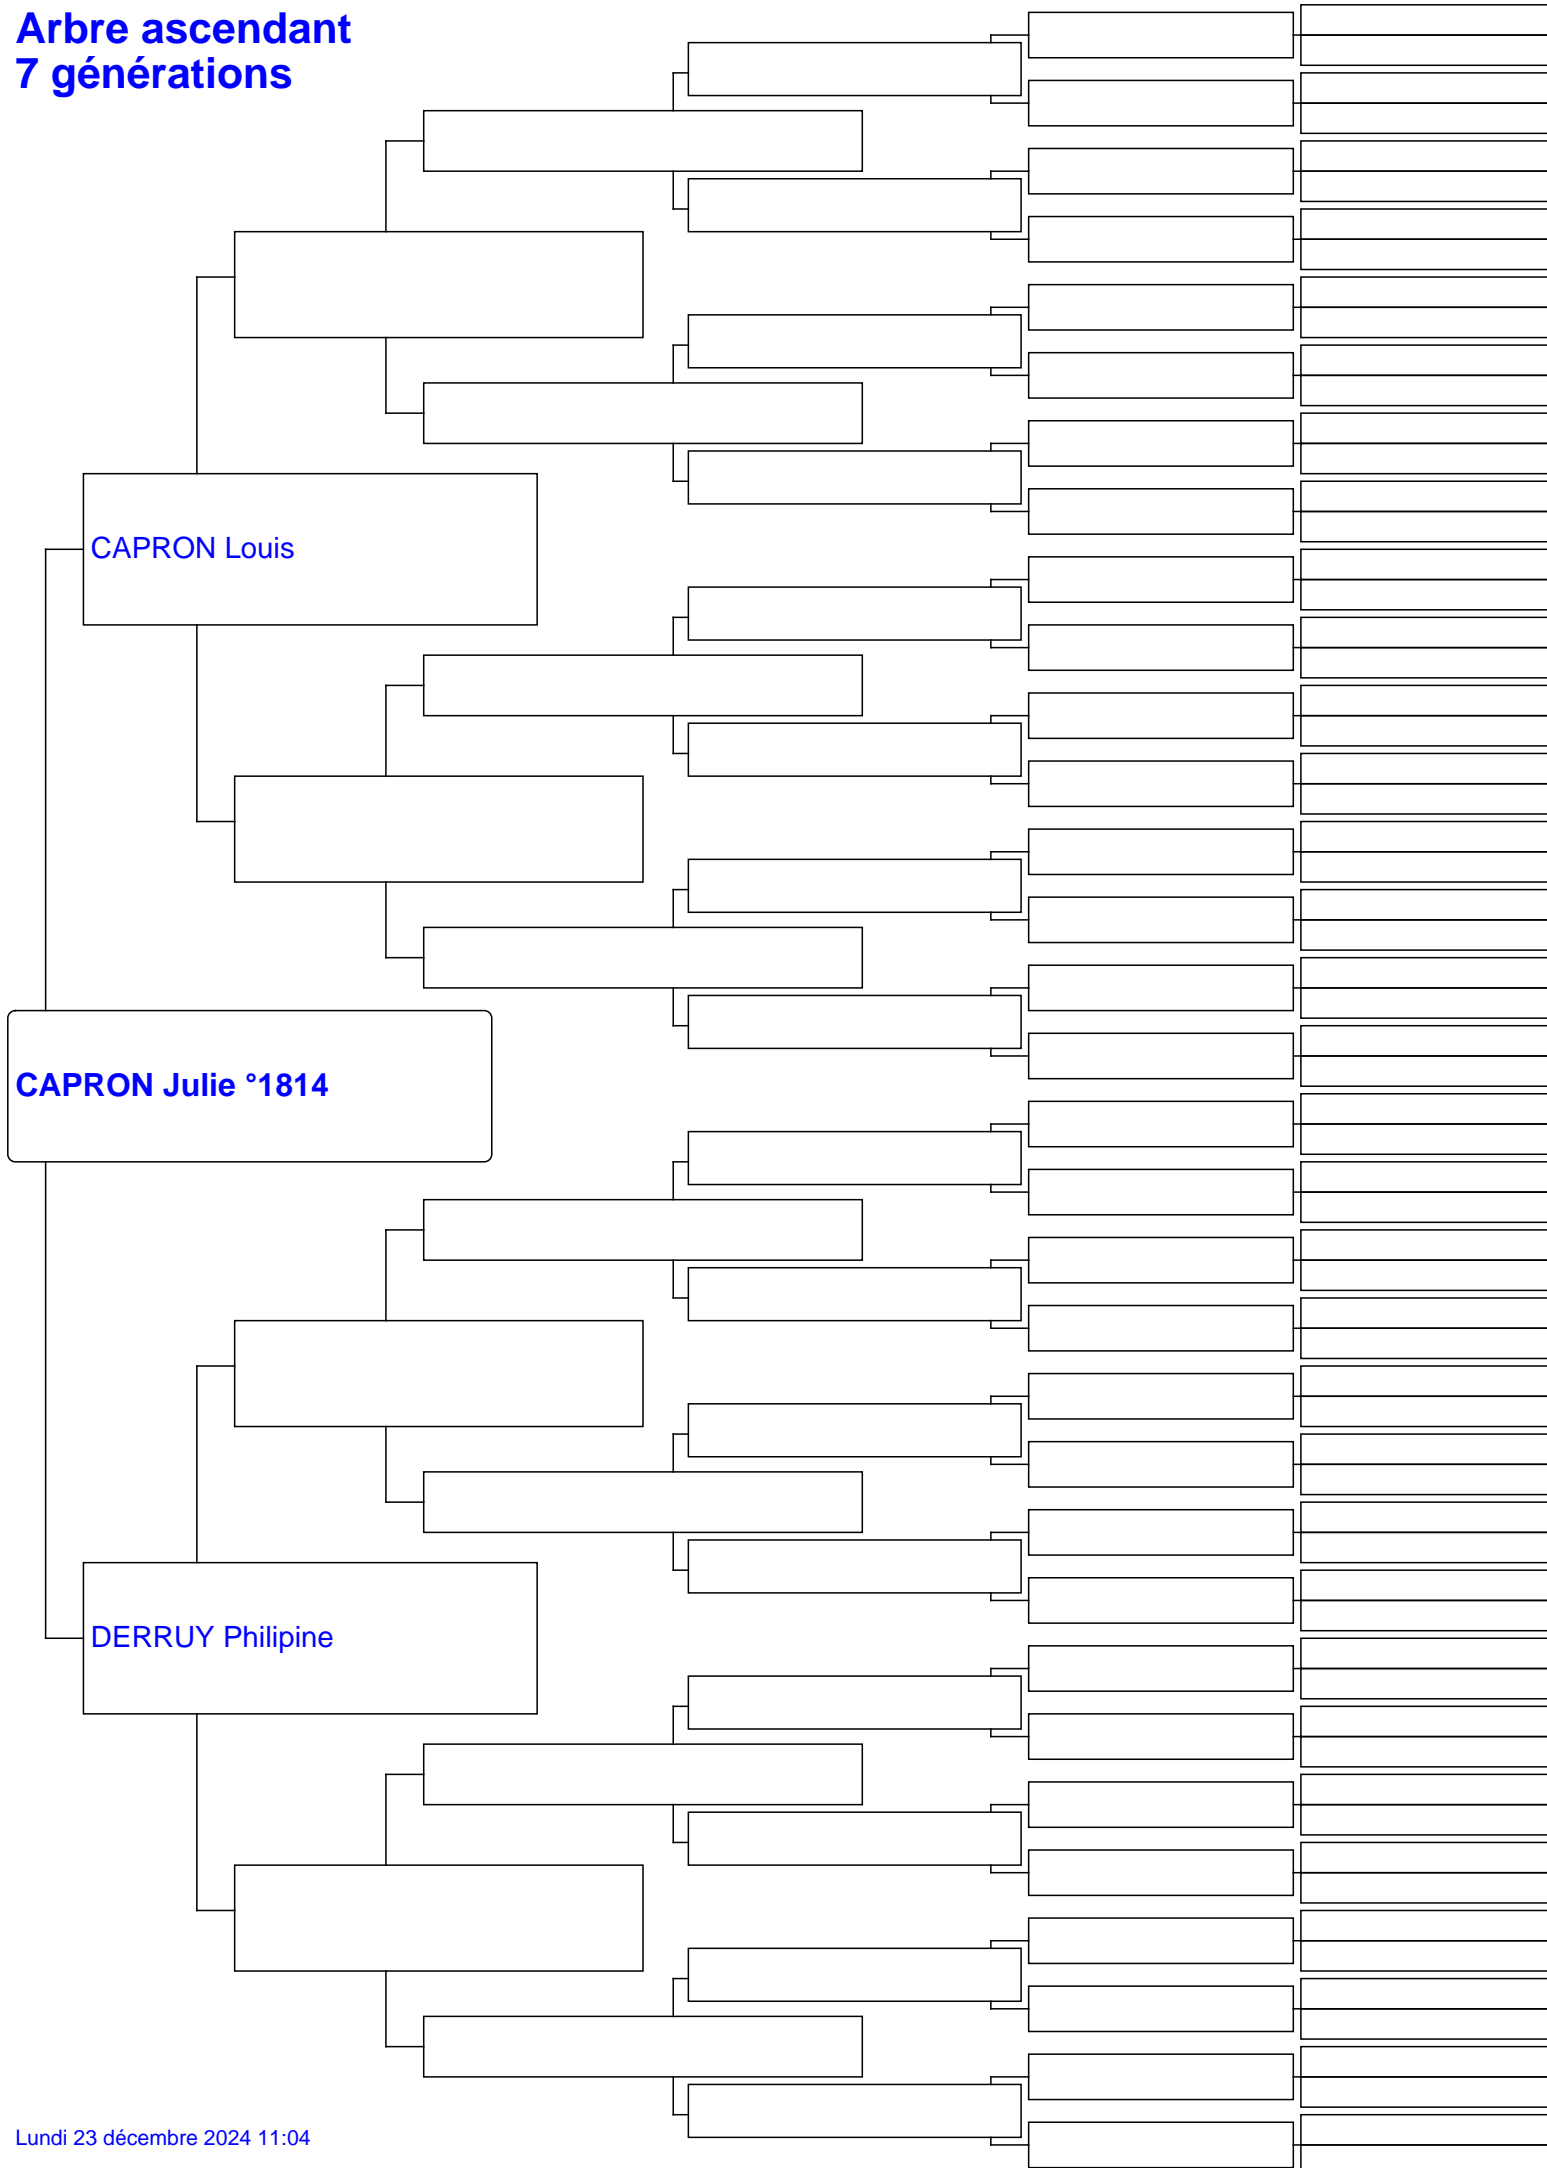 Arbre ascendant
7 générations
CAPRON Louis
CAPRON Julie °1814
DERRUY Philipine
Lundi 23 décembre 2024 11:04